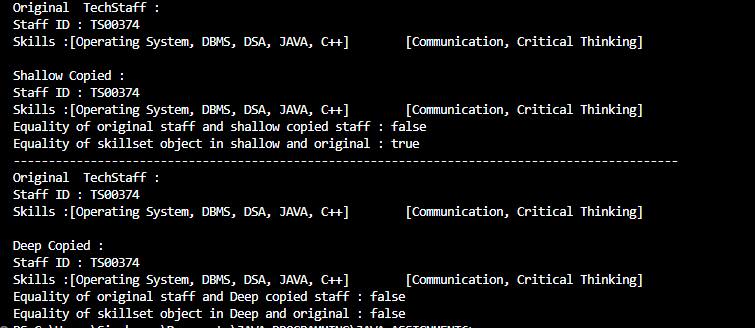 Original  TechStaff :
Staff ID : TS00374
Skills :[Operating System, DBMS, DSA, JAVA, C++]        [Communication, Critical Thinking]
Shallow Copied :
Staff ID : TS00374
Skills :[Operating System, DBMS, DSA, JAVA, C++]        [Communication, Critical Thinking]
Equality of original staff and shallow copied staff : false
Equality of skillset object in shallow and original : true
-----------------------------------------------------------------------------------------------
Original  TechStaff :
Staff ID : TS00374
Skills :[Operating System, DBMS, DSA, JAVA, C++]        [Communication, Critical Thinking]
Deep Copied :
Staff ID : TS00374
Skills :[Operating System, DBMS, DSA, JAVA, C++]        [Communication, Critical Thinking]
Equality of original staff and Deep copied staff : false
Equality of skillset object in Deep and original : false